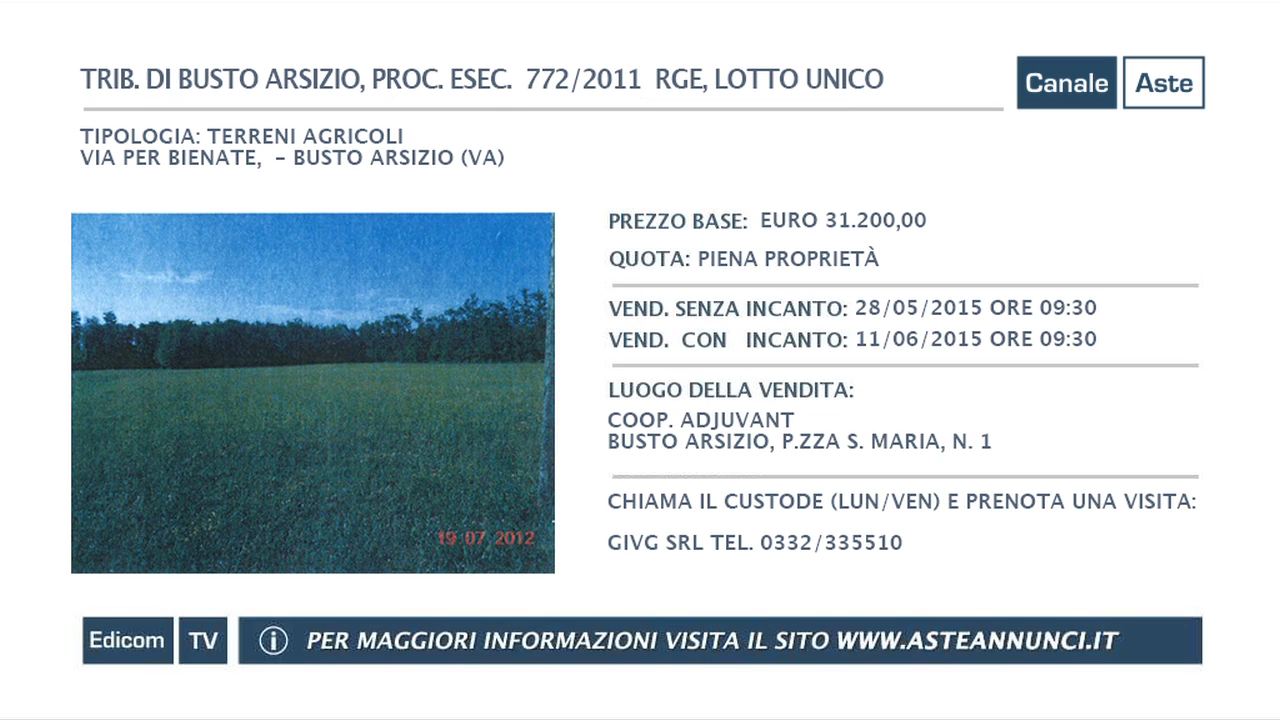 TRIB. DI BUSTO ARSIZIO, PROC. ESEC. 772/2011 RGE, LOTTO UNICO
Canale Aste
TIPOLOGIA: TERRENI AGRICOLI
VIA PER BIENATE, – BUSTO ARSIZIO (VA)
PREZZO BASE: EURO 31.200,00
QUOTA: PIENA PROPRIETÀ
VEND. SENZA INCANTO: 28/05/2015 ORE 09:30
VEND. CON INCANTO: 11/06/2015 ORE 09:30
LUOGO DELLA VENDITA:
COOP. ADJUVANT
BUSTO ARSIZIO, P.ZZA S. MARIA, N. 1
CHIAMA IL CUSTODE (LUN/VEN) E PRENOTA UNA VISITA:
GIVG SRL TEL. 0332/335510
19 07 2012
Edicom TV
PER MAGGIORI INFORMAZIONI VISITA IL SITO WWW.ASTEANNUNCI.IT